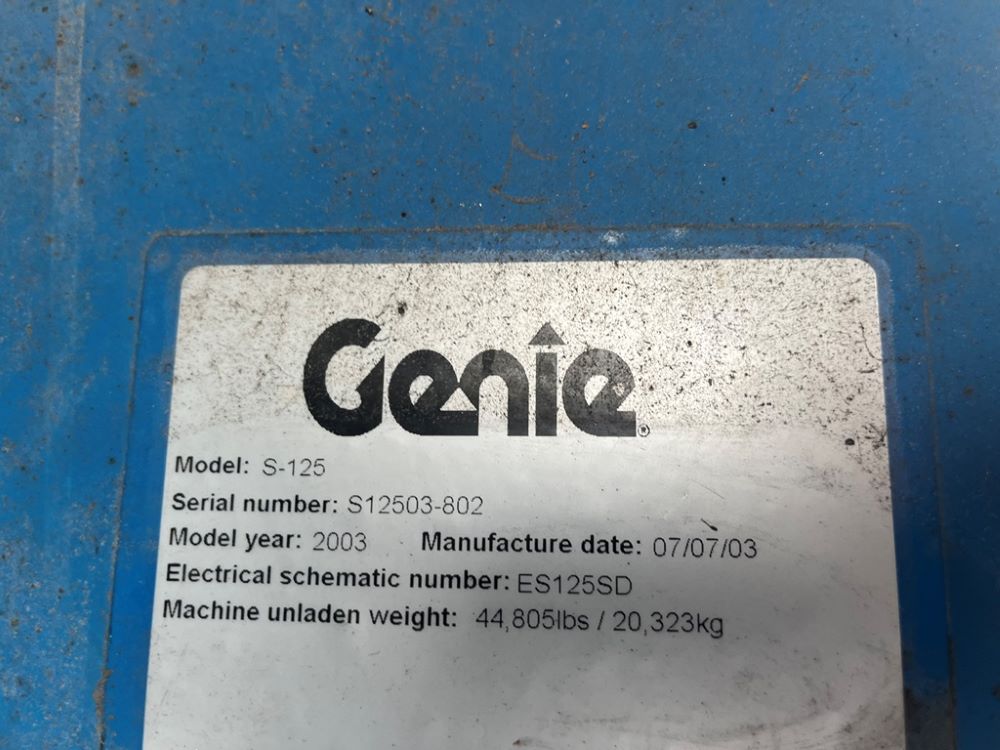 Genie®
Model: S-125
Serial number: S12503-802
Model year: 2003 Manufacture date: 07/07/03
Electrical schematic number: ES125SD
Machine unladen weight: 44,805lbs / 20,323kg